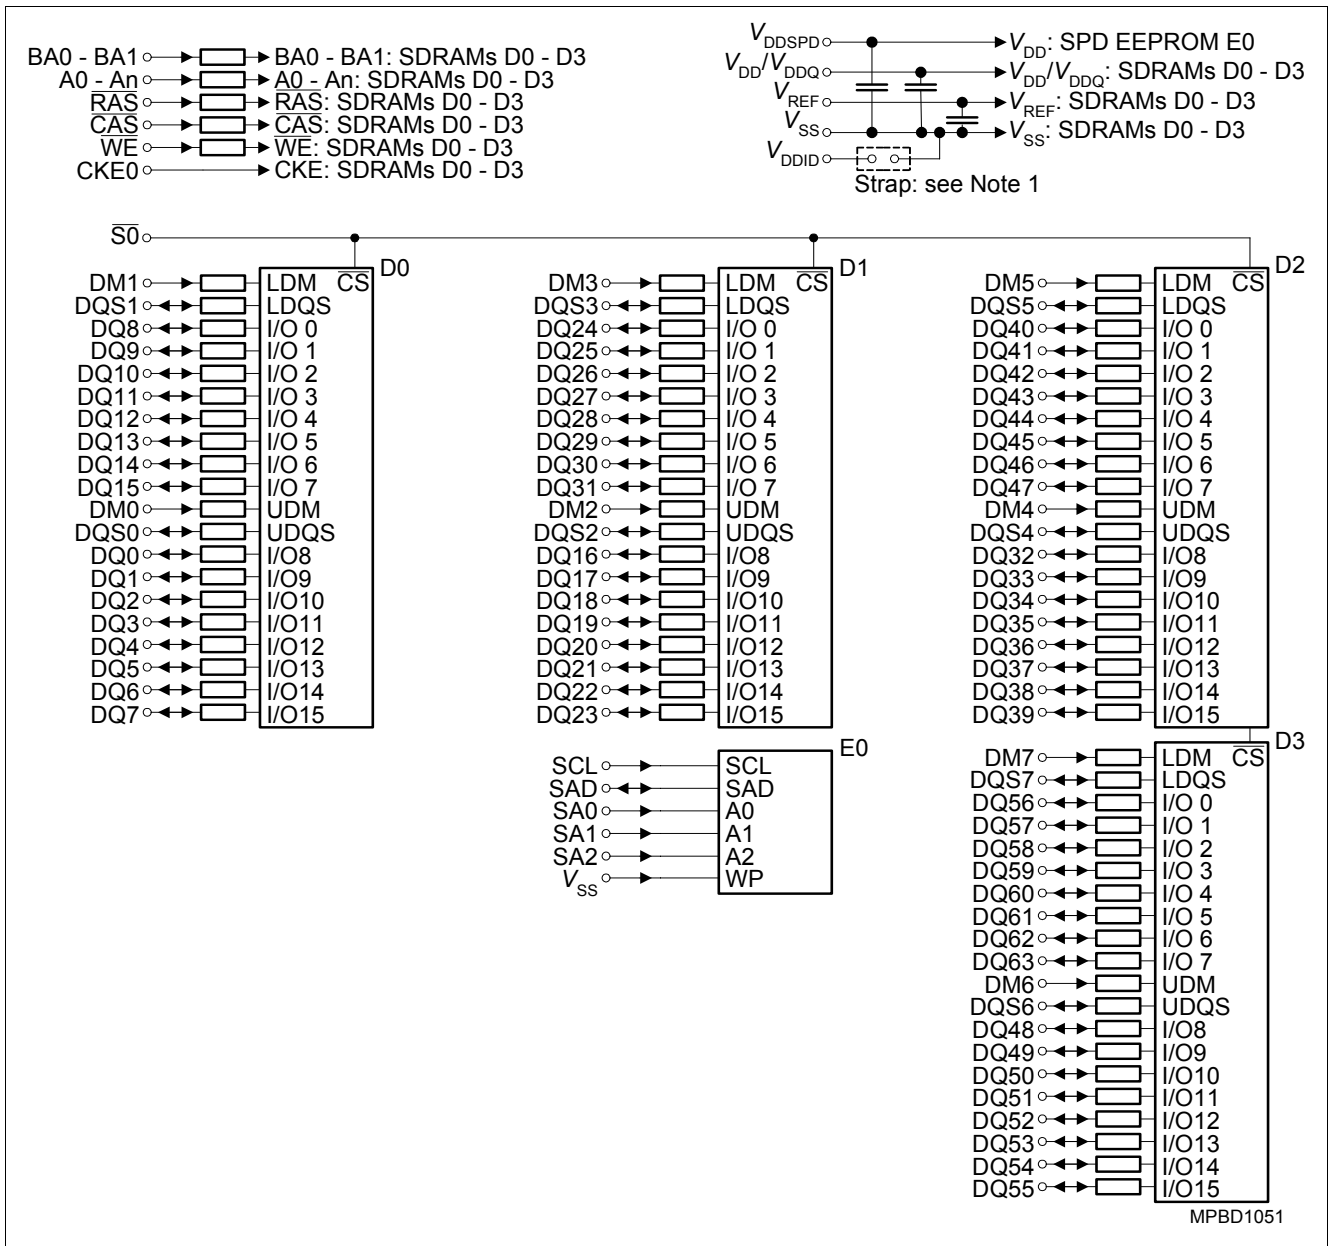 BA0 - BA1 BA0 - BA1: SDRAMs D0 - D3
A0 - An A0 - An: SDRAMs D0 - D3
RAS RAS: SDRAMs D0 - D3
CAS CAS: SDRAMs D0 - D3
WE WE: SDRAMs D0 - D3
CKE0 CKE: SDRAMs D0 - D3
VDDSPD VDD: SPD EEPROM E0
VDD/VDDQ VDD/VDDQ: SDRAMs D0 - D3
VREF VREF: SDRAMs D0 - D3
VSS VSS: SDRAMs D0 - D3
VDDID
Strap: see Note 1
S0
D0
DM1 LDM CS
DQS1 LDQS
DQ8 I/O 0
DQ9 I/O 1
DQ10 I/O 2
DQ11 I/O 3
DQ12 I/O 4
DQ13 I/O 5
DQ14 I/O 6
DQ15 I/O 7
DM0 UDM
DQS0 UDQS
DQ0 I/O8
DQ1 I/O9
DQ2 I/O10
DQ3 I/O11
DQ4 I/O12
DQ5 I/O13
DQ6 I/O14
DQ7 I/O15
D1
DM3 LDM CS
DQS3 LDQS
DQ24 I/O 0
DQ25 I/O 1
DQ26 I/O 2
DQ27 I/O 3
DQ28 I/O 4
DQ29 I/O 5
DQ30 I/O 6
DQ31 I/O 7
DM2 UDM
DQS2 UDQS
DQ16 I/O8
DQ17 I/O9
DQ18 I/O10
DQ19 I/O11
DQ20 I/O12
DQ21 I/O13
DQ22 I/O14
DQ23 I/O15
E0
SCL SCL
SAD SAD
SA0 A0
SA1 A1
SA2 A2
VSS WP
D2
DM5 LDM CS
DQS5 LDQS
DQ40 I/O 0
DQ41 I/O 1
DQ42 I/O 2
DQ43 I/O 3
DQ44 I/O 4
DQ45 I/O 5
DQ46 I/O 6
DQ47 I/O 7
DM4 UDM
DQS4 UDQS
DQ32 I/O8
DQ33 I/O9
DQ34 I/O10
DQ35 I/O11
DQ36 I/O12
DQ37 I/O13
DQ38 I/O14
DQ39 I/O15
D3
DM7 LDM CS
DQS7 LDQS
DQ56 I/O 0
DQ57 I/O 1
DQ58 I/O 2
DQ59 I/O 3
DQ60 I/O 4
DQ61 I/O 5
DQ62 I/O 6
DQ63 I/O 7
DM6 UDM
DQS6 UDQS
DQ48 I/O8
DQ49 I/O9
DQ50 I/O10
DQ51 I/O11
DQ52 I/O12
DQ53 I/O13
DQ54 I/O14
DQ55 I/O15
MPBD1051